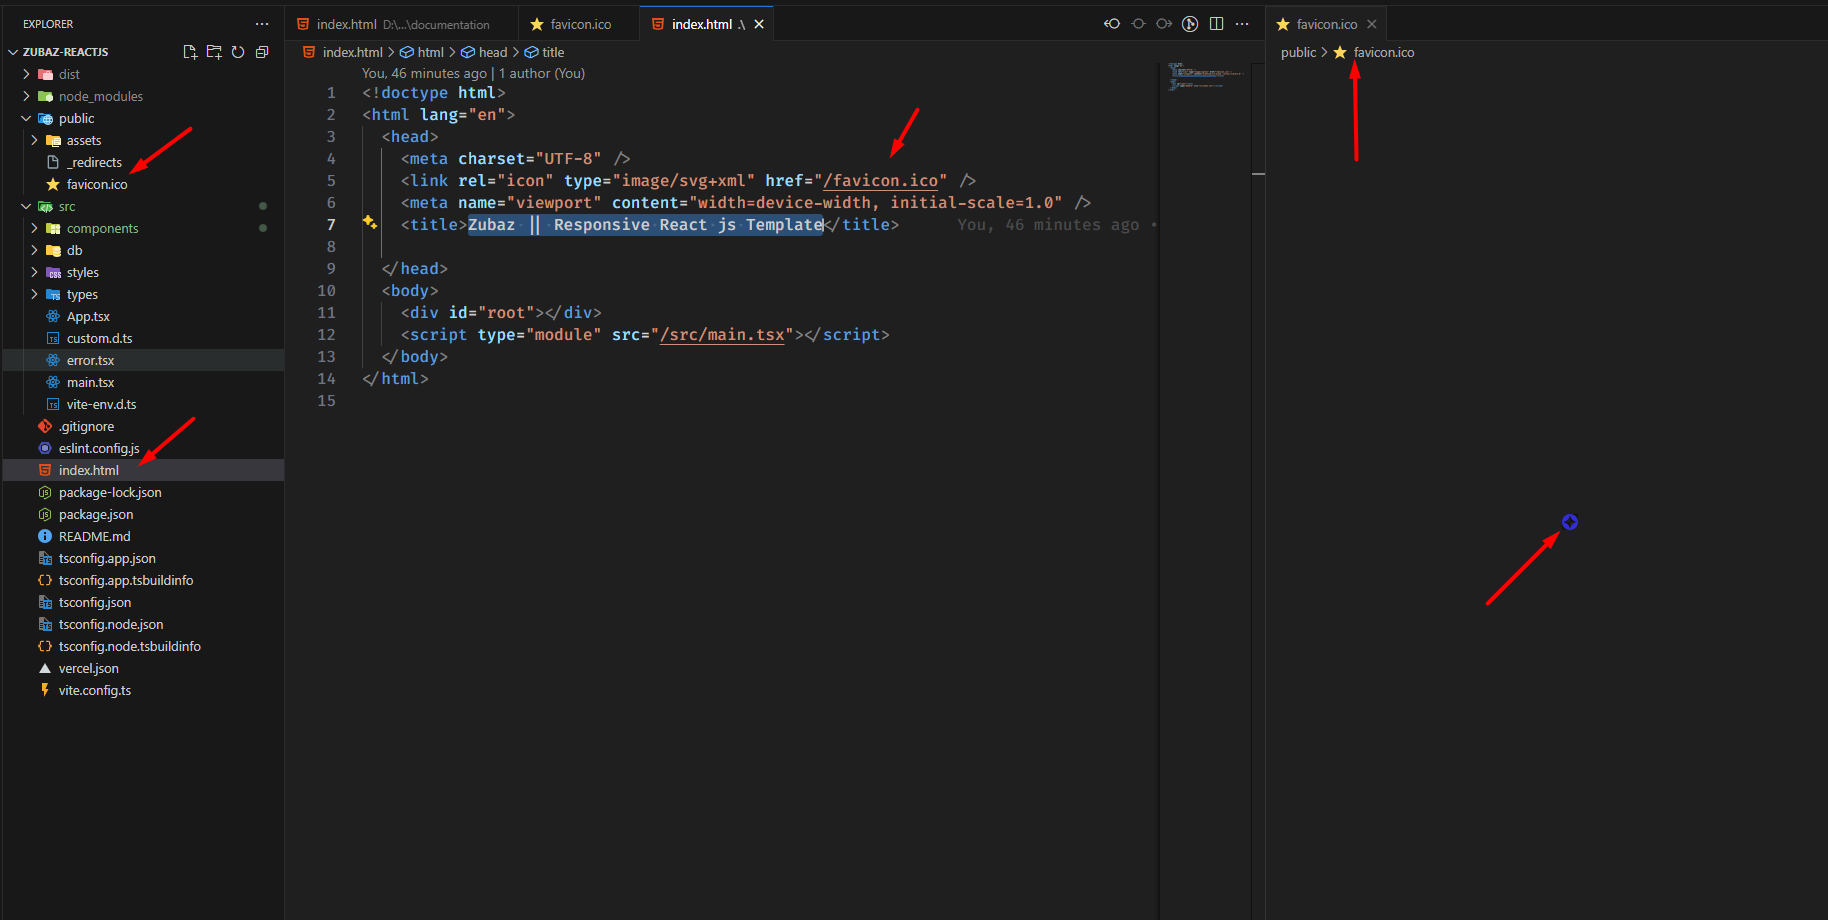 EXPLORER
ZUBAZ-REACTJS
dist
node_modules
public
assets
_redirects
favicon.ico
src
components
db
styles
types
App.tsx
custom.d.ts
error.tsx
main.tsx
vite-env.d.ts
.gitignore
eslint.config.js
index.html
package-lock.json
package.json
README.md
tsconfig.app.json
tsconfig.app.tsbuildinfo
tsconfig.json
tsconfig.node.json
tsconfig.node.tsbuildinfo
vercel.json
vite.config.ts
index.html D:\...\documentation
favicon.ico
index.html .\
index.html > html > head > title
You, 46 minutes ago | 1 author (You)
1 <!doctype html>
2 <html lang="en">
3 <head>
4 <meta charset="UTF-8" />
5 <link rel="icon" type="image/svg+xml" href="/favicon.ico" />
6 <meta name="viewport" content="width=device-width, initial-scale=1.0" />
7 <title>Zubaz || Responsive React js Template</title> You, 46 minutes ago •
8
9 </head>
10 <body>
11 <div id="root"></div>
12 <script type="module" src="/src/main.tsx"></script>
13 </body>
14 </html>
15
favicon.ico
public > favicon.ico